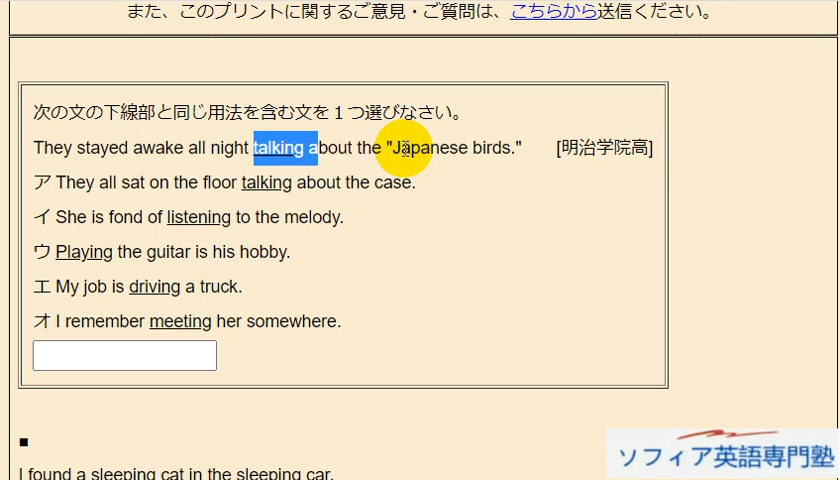 また、このプリントに関するご意見・ご質問は、こちらから送信ください。
次の文の下線部と同じ用法を含む文を１つ選びなさい。
They stayed awake all night talking about the "Japanese birds." [明治学院高]
ア They all sat on the floor talking about the case.
イ She is fond of listening to the melody.
ウ Playing the guitar is his hobby.
エ My job is driving a truck.
オ I remember meeting her somewhere.
■
I found a sleeping cat in the sleeping car.
ソフィア英語専門塾